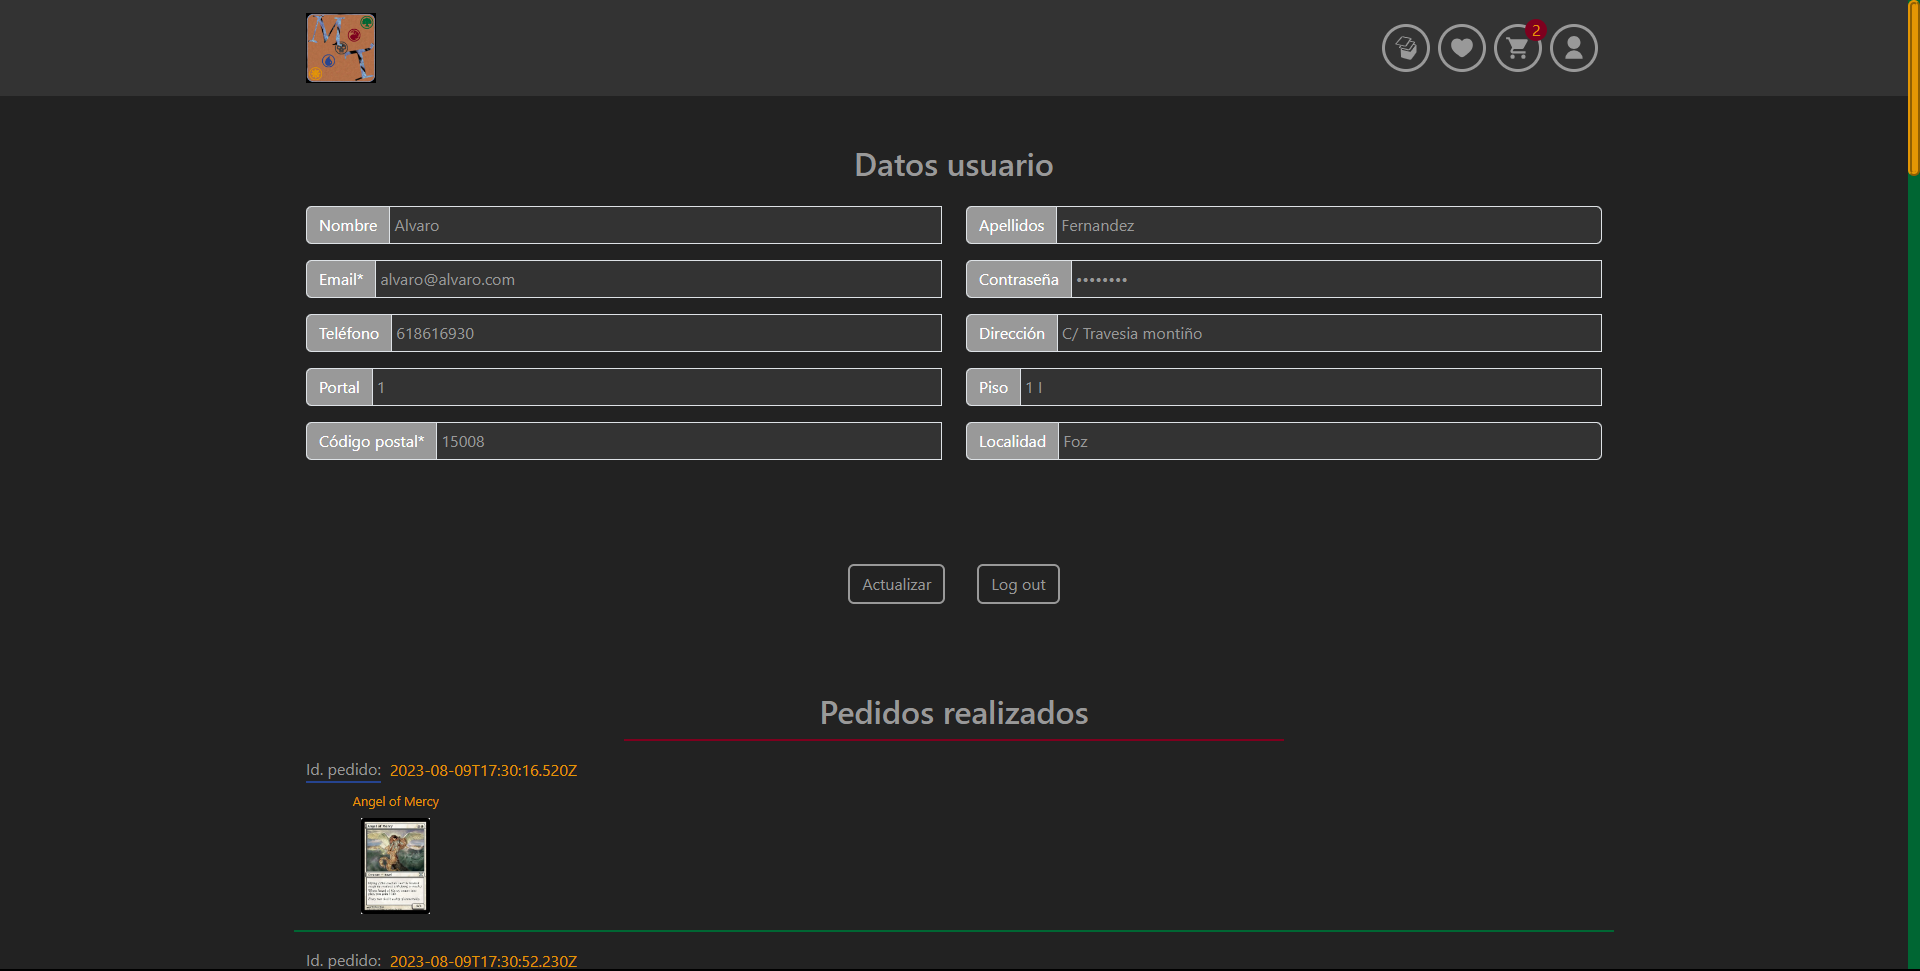 M
T
2
Datos usuario
Nombre Alvaro
Apellidos Fernandez
Email* alvaro@alvaro.com
Contraseña ••••••••
Teléfono 618616930
Dirección C/ Travesia montiño
Portal 1
Piso 1 I
Código postal* 15008
Localidad Foz
Actualizar
Log out
Pedidos realizados
Id. pedido: 2023-08-09T17:30:16.520Z
Angel of Mercy
Id. pedido: 2023-08-09T17:30:52.230Z